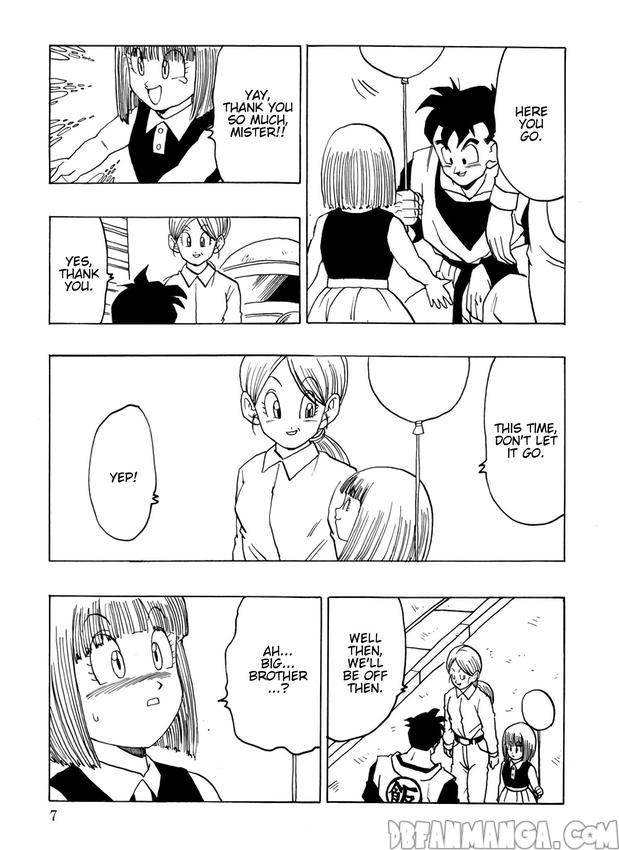 HERE
YOU
GO.
YAY,
THANK YOU
SO MUCH,
MISTER!!
YES,
THANK
YOU.
THIS TIME,
DON'T LET
IT GO.
YEP!
WELL
THEN,
WE'LL
BE OFF
THEN.
飯
AH...
BIG...
BROTHER
...?
7
DBFANMANGA.COM